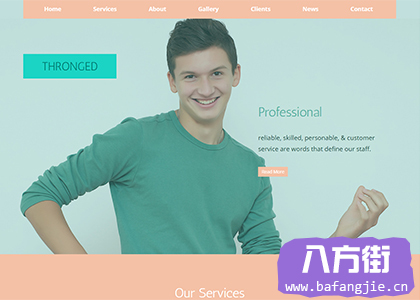 Home Services About Gallery Clients News Contact
THRONGED
Professional
reliable, skilled, personable, & customer
service are words that define our staff.
Read More
Our Services
八方街
www.bafangjie.cn